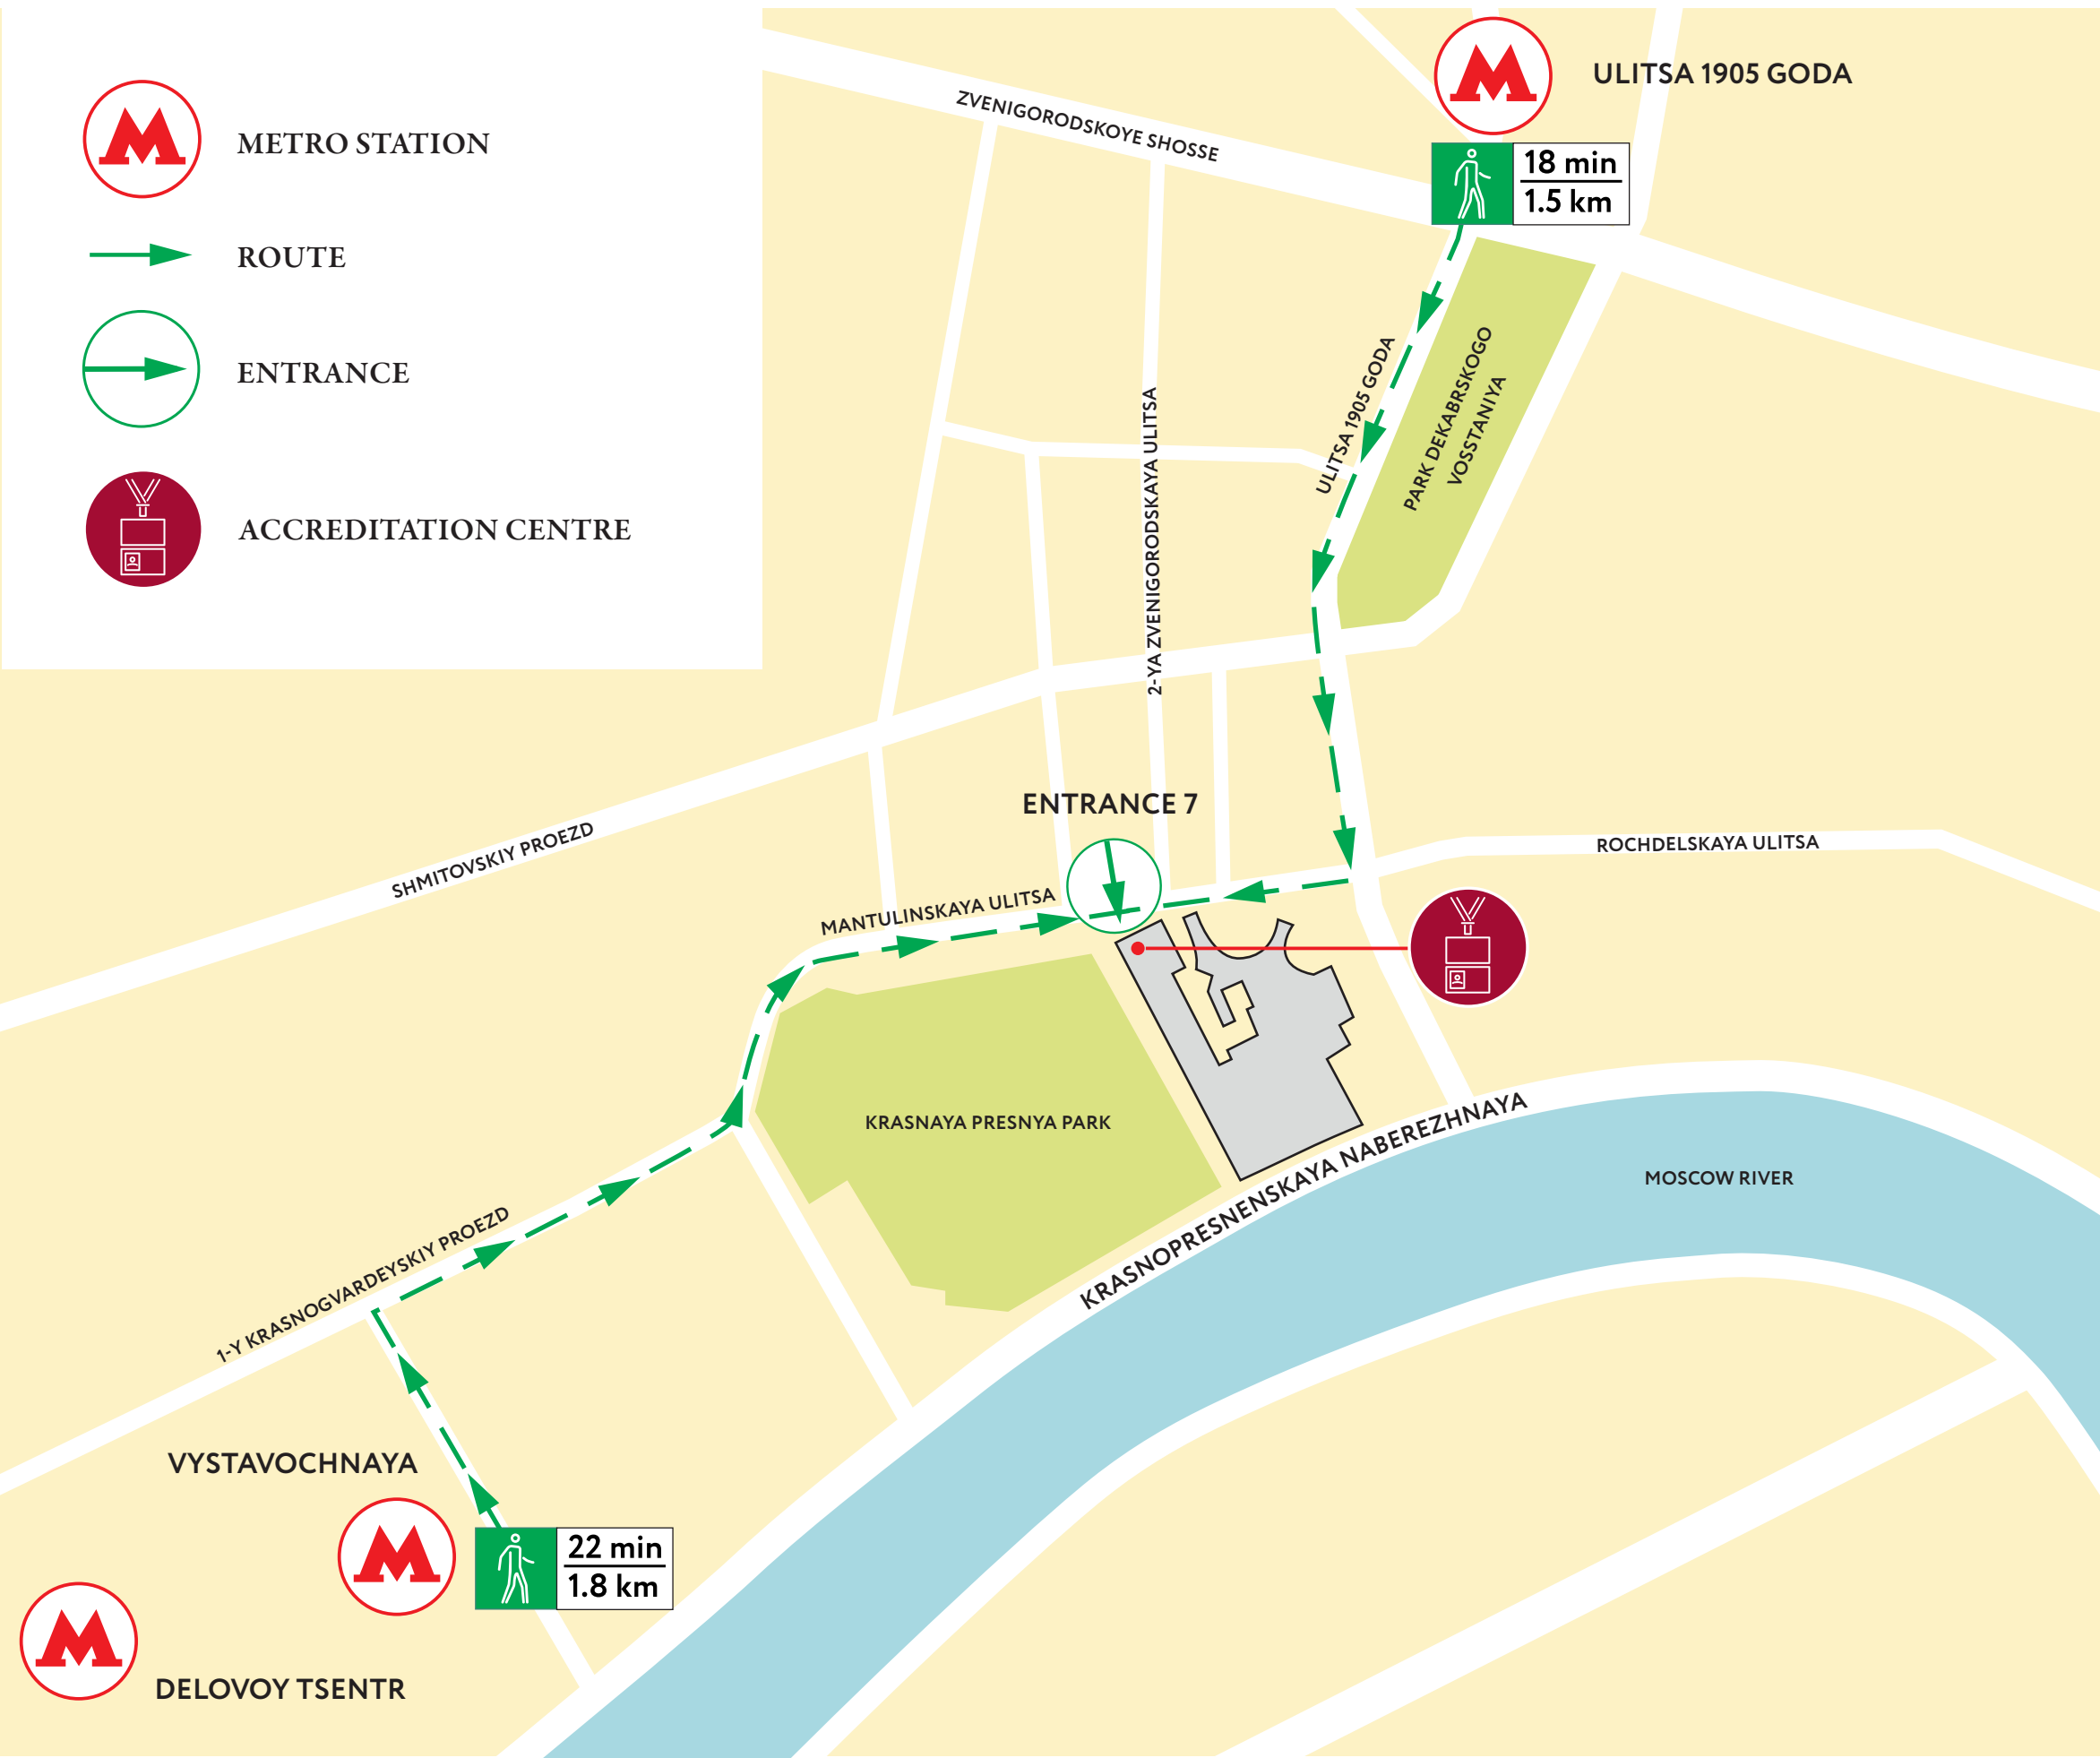 METRO STATION
ROUTE
ENTRANCE
ACCREDITATION CENTRE
ULITSA 1905 GODA
18 min
1.5 km
ZVENIGORODSKOYE SHOSSE
ULITSA 1905 GODA
PARK DEKABRSKOGO
VOSSTANIYA
2-YA ZVENIGORODSKAYA ULITSA
ENTRANCE 7
SHMITOVSKIY PROEZD
ROCHDELSKAYA ULITSA
MANTULINSKAYA ULITSA
KRASNAYA PRESNYA PARK
KRASNOPRESNENSKAYA NABEREZHNAYA
MOSCOW RIVER
1-Y KRASNOGVARDEYSKIY PROEZD
VYSTAVOCHNAYA
22 min
1.8 km
DELOVOY TSENTR